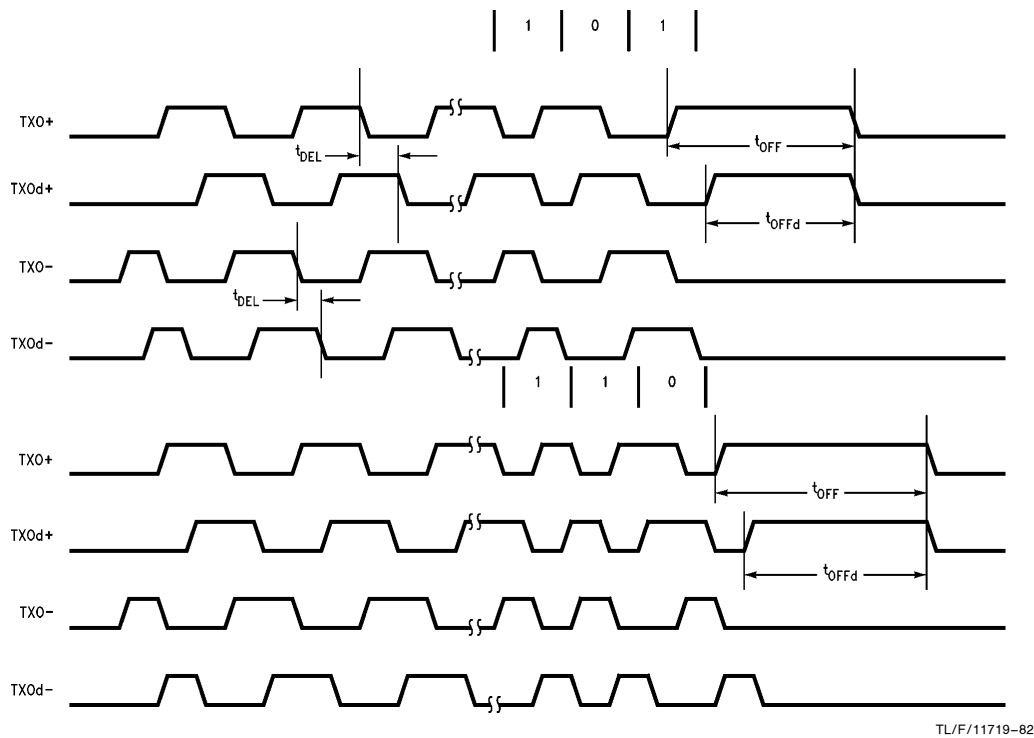 1 0 1
TXO+
tDEL
tOFF
TXOd+
tOFFd
TXO-
tDEL
TXOd-
1 1 0
TXO+
tOFF
TXOd+
tOFFd
TXO-
TXOd-
TL/F/11719–82